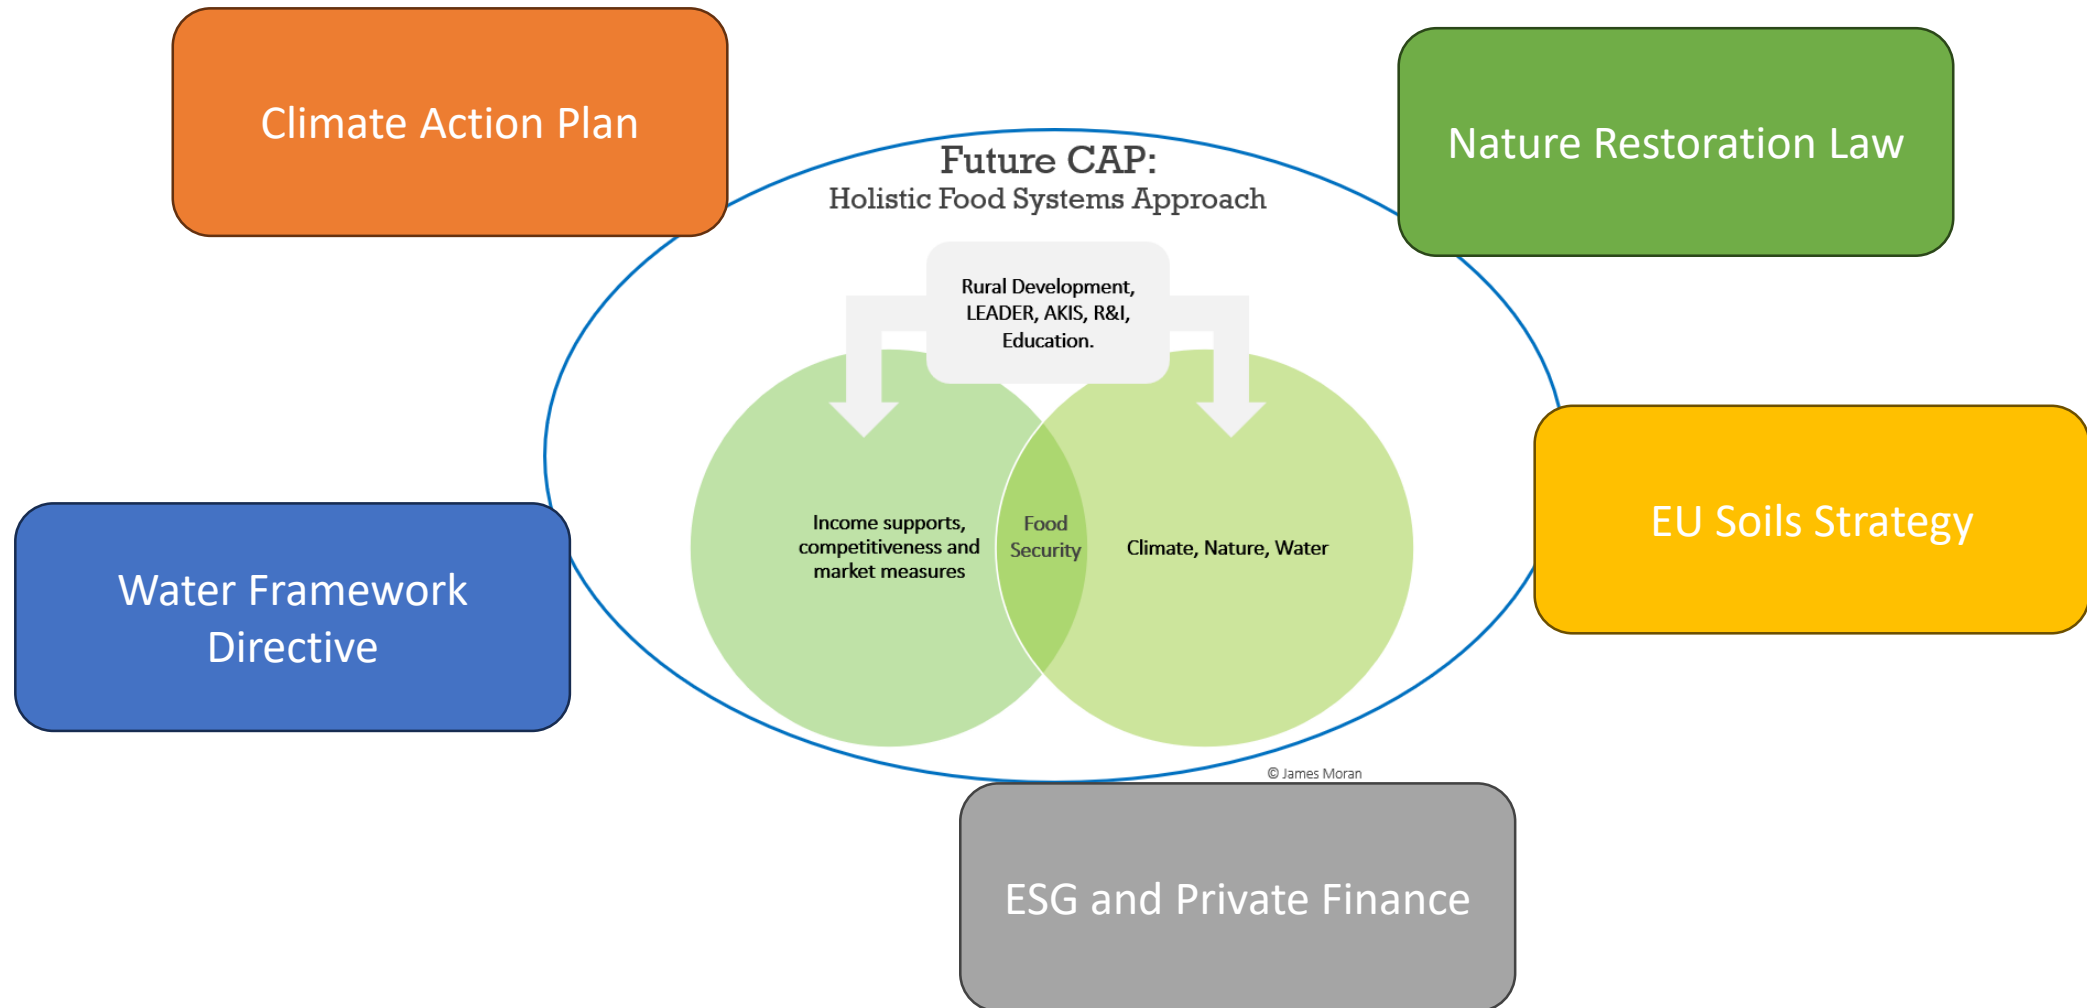 Climate Action Plan
Nature Restoration Law
Future CAP:
Holistic Food Systems Approach
Rural Development,
LEADER, AKIS, R&I,
Education.
Income supports,
competitiveness and
market measures
Food
Security
Climate, Nature, Water
EU Soils Strategy
Water Framework
Directive
© James Moran
ESG and Private Finance